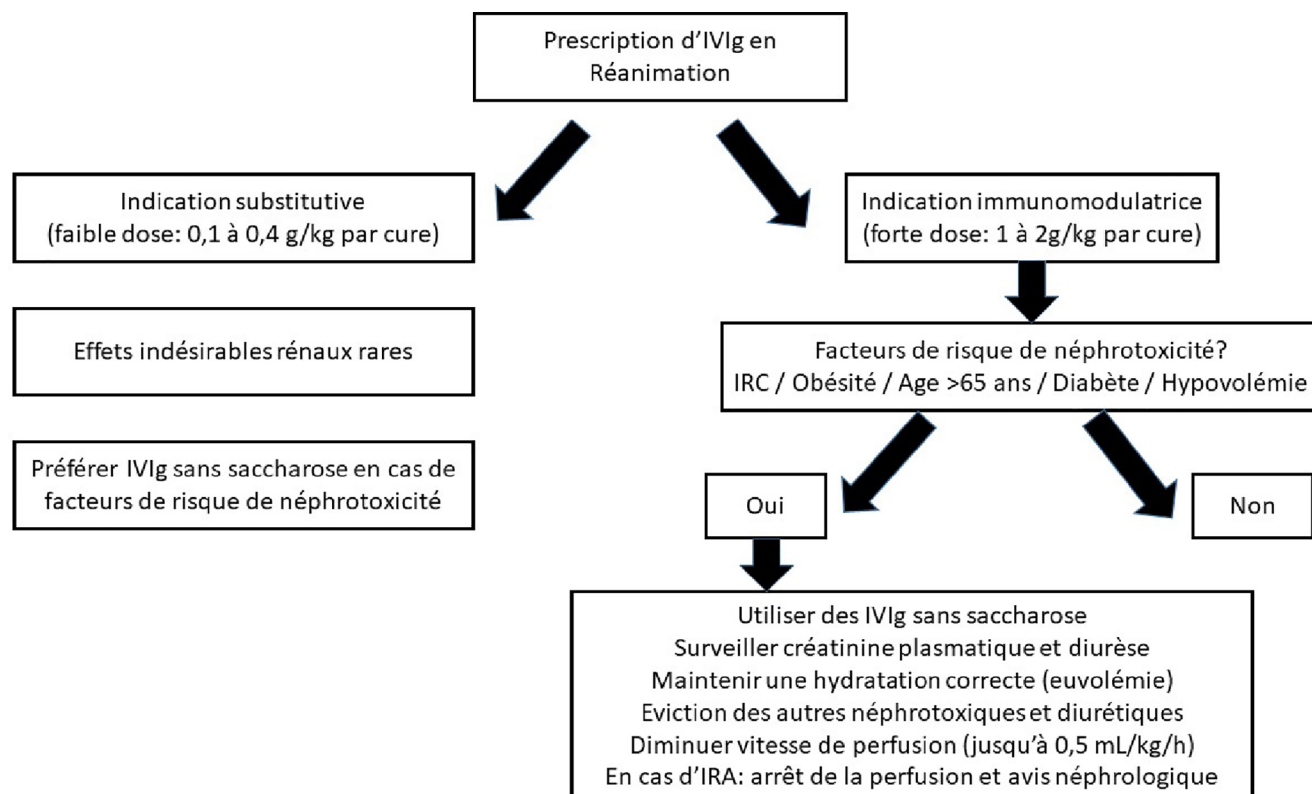 Prescription d'IVIg en
Réanimation
Indication substitutive
(faible dose: 0,1 à 0,4 g/kg par cure)
Effets indésirables rénaux rares
Préférer IVIg sans saccharose en cas de
facteurs de risque de néphrotoxicité
Indication immunomodulatrice
(forte dose: 1 à 2g/kg par cure)
Facteurs de risque de néphrotoxicité?
IRC / Obésité / Age >65 ans / Diabète / Hypovolémie
Oui
Non
Utiliser des IVIg sans saccharose
Surveiller créatinine plasmatique et diurèse
Maintenir une hydratation correcte (euvolémie)
Eviction des autres néphrotoxiques et diurétiques
Diminuer vitesse de perfusion (jusqu'à 0,5 mL/kg/h)
En cas d'IRA: arrêt de la perfusion et avis néphrologique